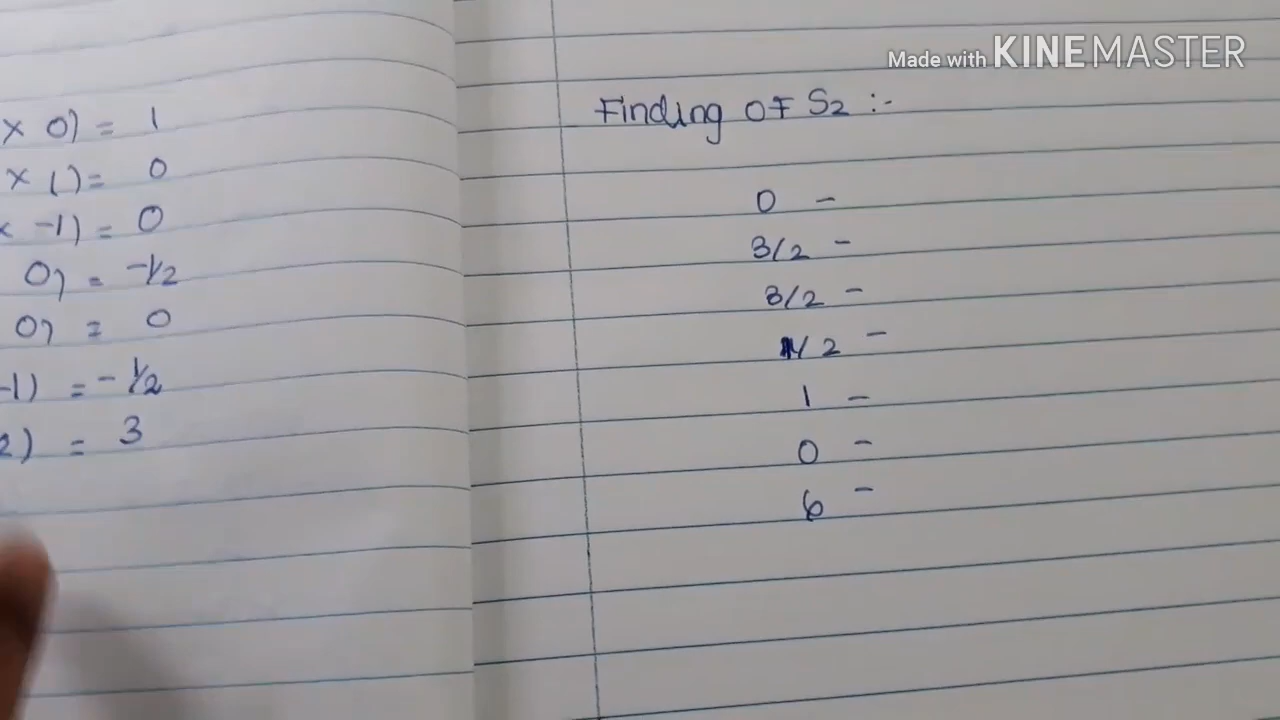 Made with KINEMASTER
x 0) = 1
x 1) = 0
x -1) = 0
0) = -1/2
0) = 0
-1) = -1/2
2) = 3
Finding OF S2 :-
0 -
3/2 -
3/2 -
1/2 -
1 -
0 -
6 -